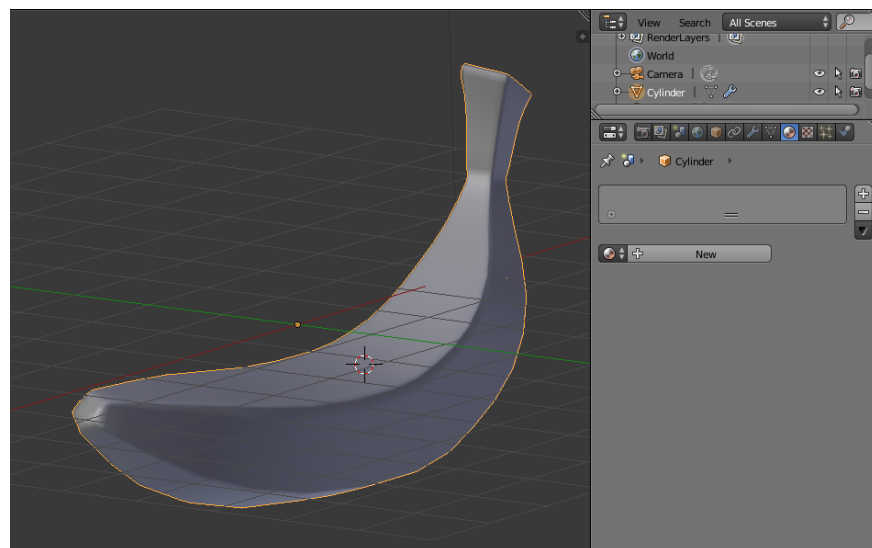 View Search All Scenes
RenderLayers
World
Camera
Cylinder
Cylinder
New